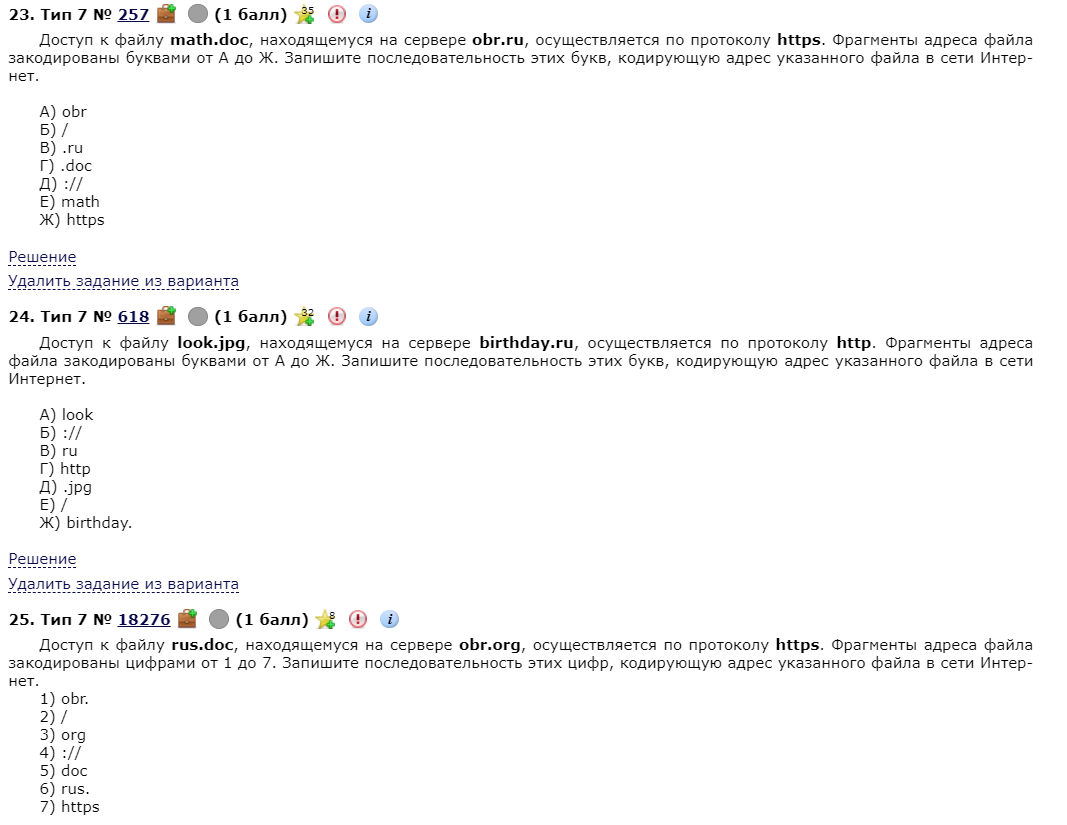 23. Тип 7 № 257 (1 балл) 35
Доступ к файлу math.doc, находящемуся на сервере obr.ru, осуществляется по протоколу https. Фрагменты адреса файла
закодированы буквами от А до Ж. Запишите последовательность этих букв, кодирующую адрес указанного файла в сети Интер-
нет.
А) obr
Б) /
В) .ru
Г) .doc
Д) ://
Е) math
Ж) https
Решение
Удалить задание из варианта
24. Тип 7 № 618 (1 балл) 32
Доступ к файлу look.jpg, находящемуся на сервере birthday.ru, осуществляется по протоколу http. Фрагменты адреса
файла закодированы буквами от А до Ж. Запишите последовательность этих букв, кодирующую адрес указанного файла в сети
Интернет.
А) look
Б) ://
В) ru
Г) http
Д) .jpg
Е) /
Ж) birthday.
Решение
Удалить задание из варианта
25. Тип 7 № 18276 (1 балл) 8
Доступ к файлу rus.doc, находящемуся на сервере obr.org, осуществляется по протоколу https. Фрагменты адреса файла
закодированы цифрами от 1 до 7. Запишите последовательность этих цифр, кодирующую адрес указанного файла в сети Интер-
нет.
1) obr.
2) /
3) org
4) ://
5) doc
6) rus.
7) https